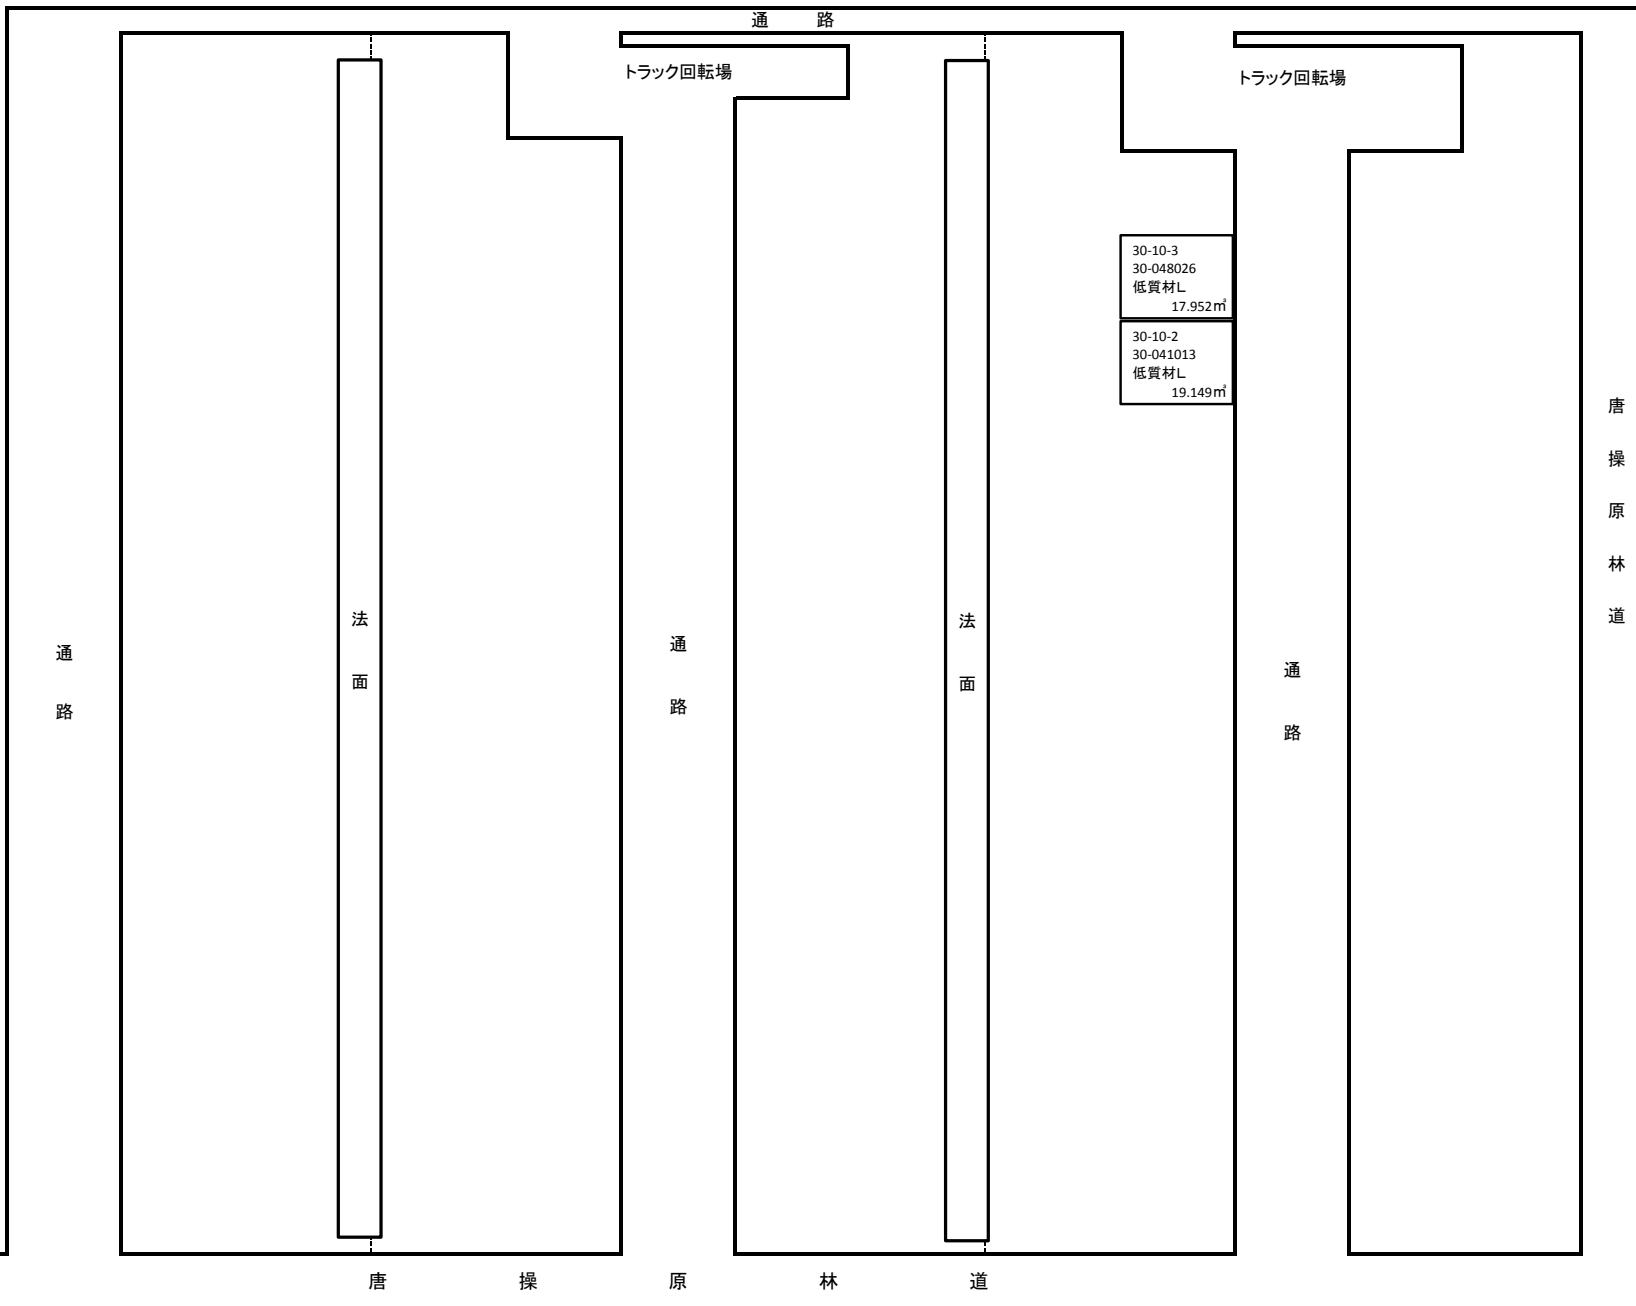 通路
トラック回転場
トラック回転場
30-10-3
30-048026
低質材L
17.952㎥
30-10-2
30-041013
低質材L
19.149㎥
唐操原林道
法面
法面
通路
通路
通路
唐操原林道